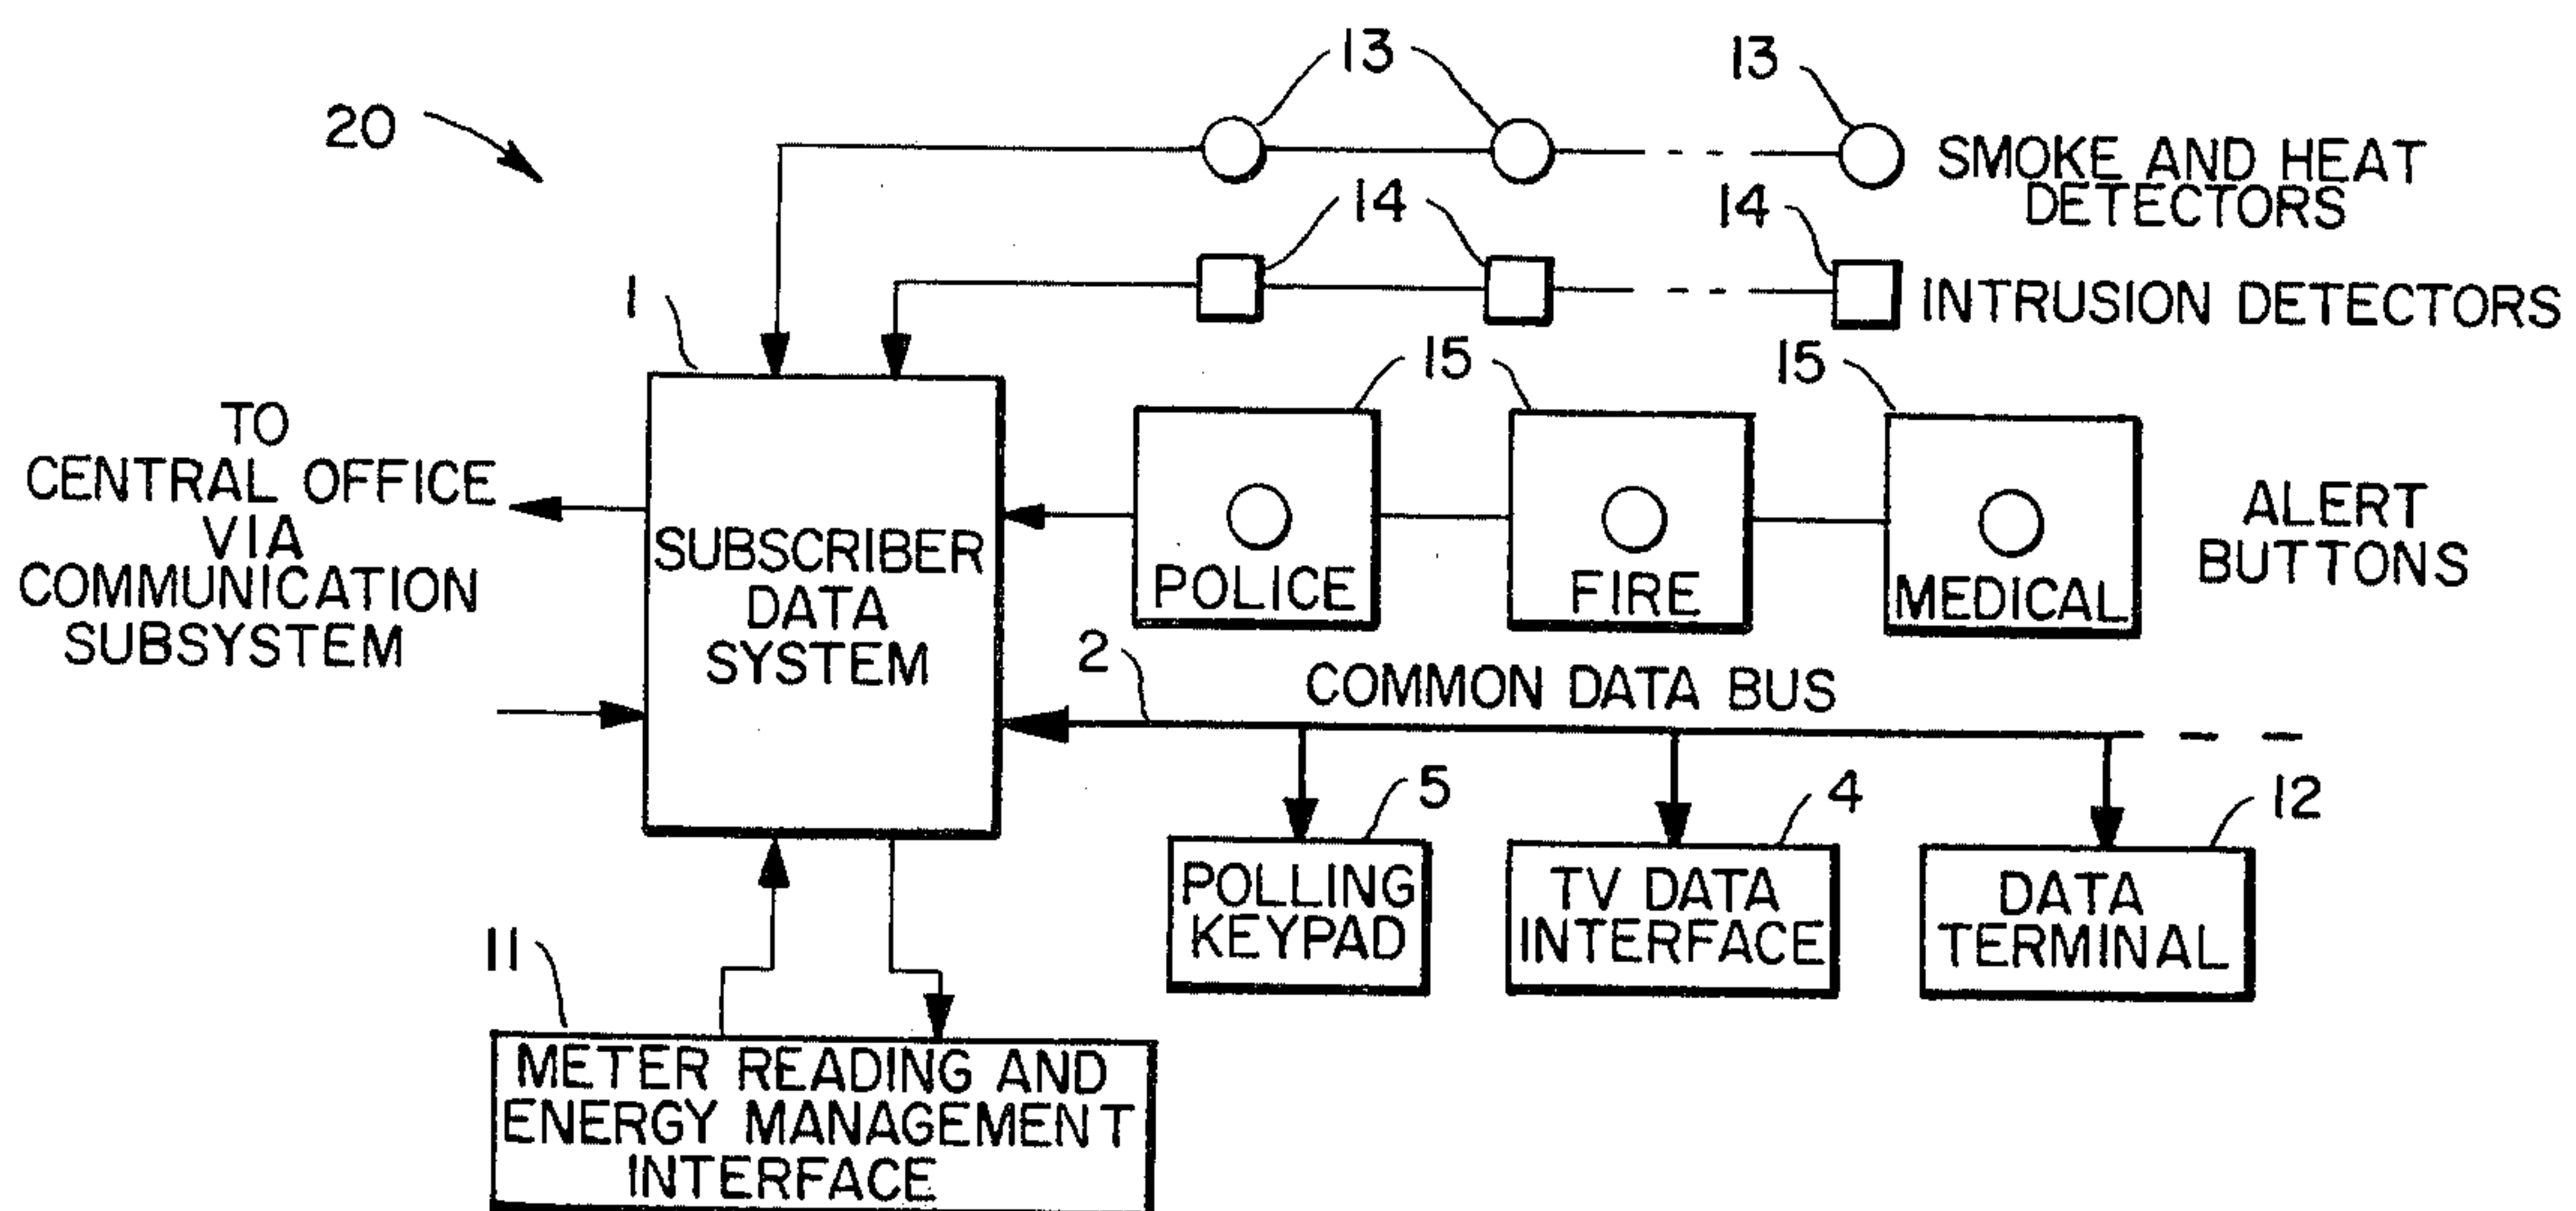 13
13
20
SMOKE AND HEAT
DETECTORS
14
14
1
INTRUSION DETECTORS
15
15
TO
CENTRAL OFFICE
VIA
COMMUNICATION
SUBSYSTEM
SUBSCRIBER
DATA
SYSTEM
POLICE
FIRE
MEDICAL
ALERT
BUTTONS
2
COMMON DATA BUS
5
4
12
POLLING
KEYPAD
TV DATA
INTERFACE
DATA
TERMINAL
11
METER READING AND
ENERGY MANAGEMENT
INTERFACE